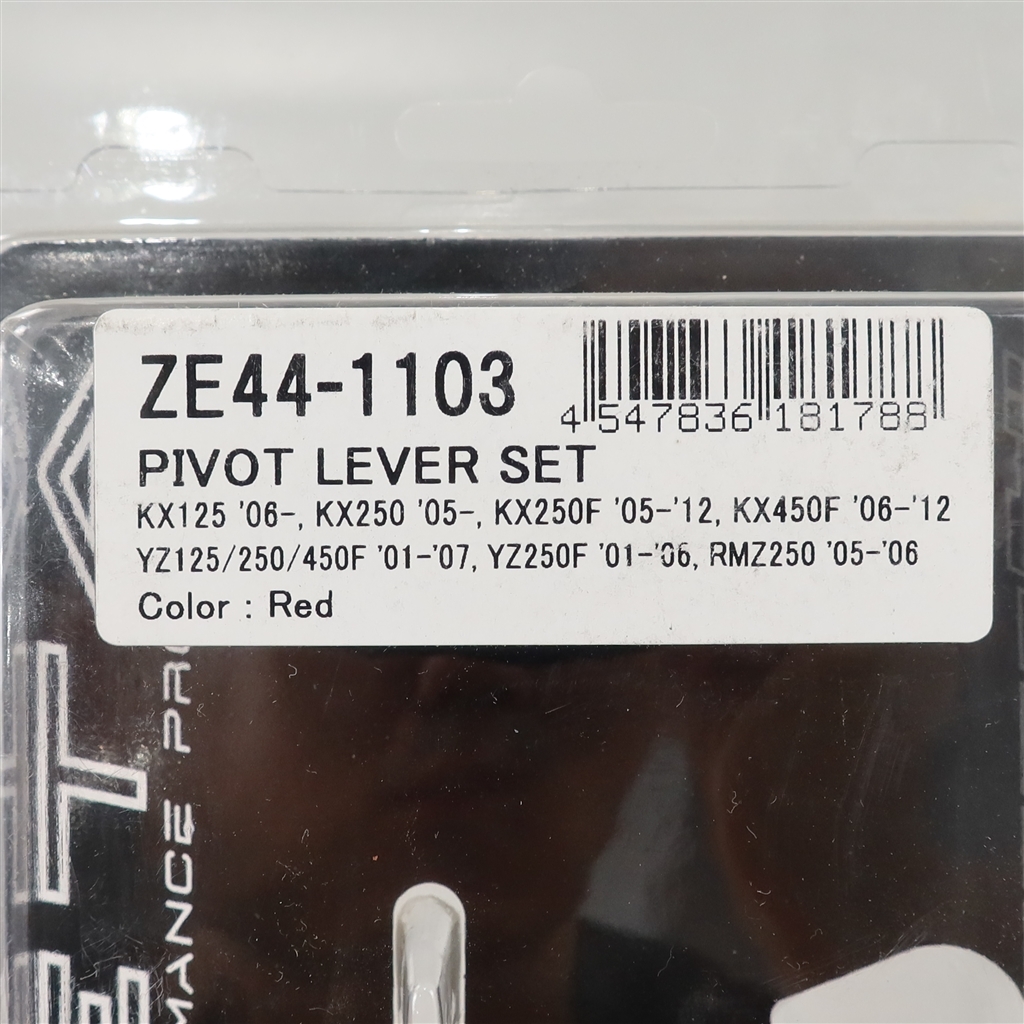 ZE44-1103
4 547836 181788
PIVOT LEVER SET
KX125 '06-, KX250 '05-, KX250F '05-'12, KX450F '06-'12
YZ125/250/450F '01-'07, YZ250F '01-'06, RMZ250 '05-'06
Color : Red